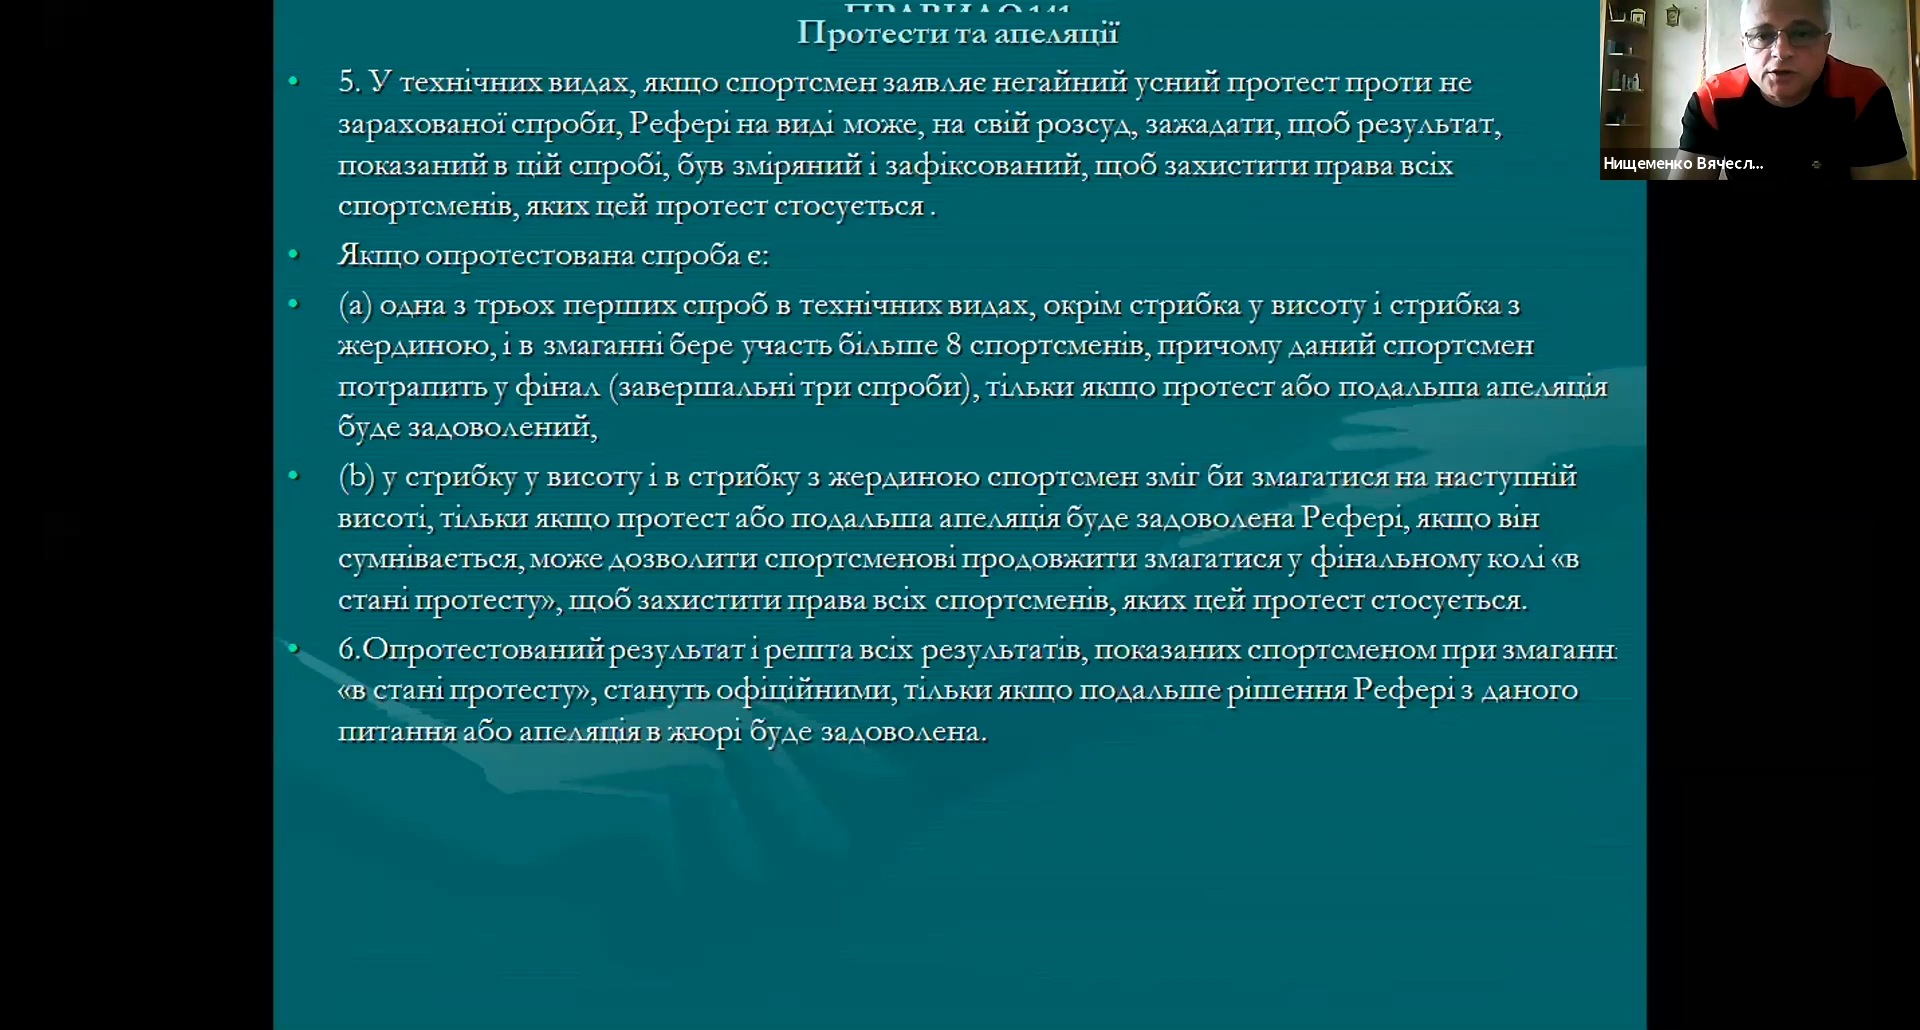 Протести та апеляції
5. У технічних видах, якщо спортсмен заявляє негайний усний протест проти не
зарахованої спроби, Рефері на виді може, на свій розсуд, зажадати, щоб результат,
показаний в цій спробі, був зміряний і зафіксований, щоб захистити права всіх
спортсменів, яких цей протест стосується .
Якщо опротестована спроба є:
(a) одна з трьох перших спроб в технічних видах, окрім стрибка у висоту і стрибка з
жердиною, і в змаганні бере участь більше 8 спортсменів, причому даний спортсмен
потрапить у фінал (завершальні три спроби), тільки якщо протест або подальша апеляція
буде задоволений,
(b) у стрибку у висоту і в стрибку з жердиною спортсмен зміг би змагатися на наступній
висоті, тільки якщо протест або подальша апеляція буде задоволена Рефері, якщо він
сумнівається, може дозволити спортсменові продовжити змагатися у фінальному колі «в
стані протесту», щоб захистити права всіх спортсменів, яких цей протест стосується.
6.Опротестований результат і решта всіх результатів, показаних спортсменом при
«в стані протесту», стануть офіційними, тільки якщо подальше рішення Рефері з даного
питання або апеляція в жюрі буде задоволена.
Нищеменко Вячесл...